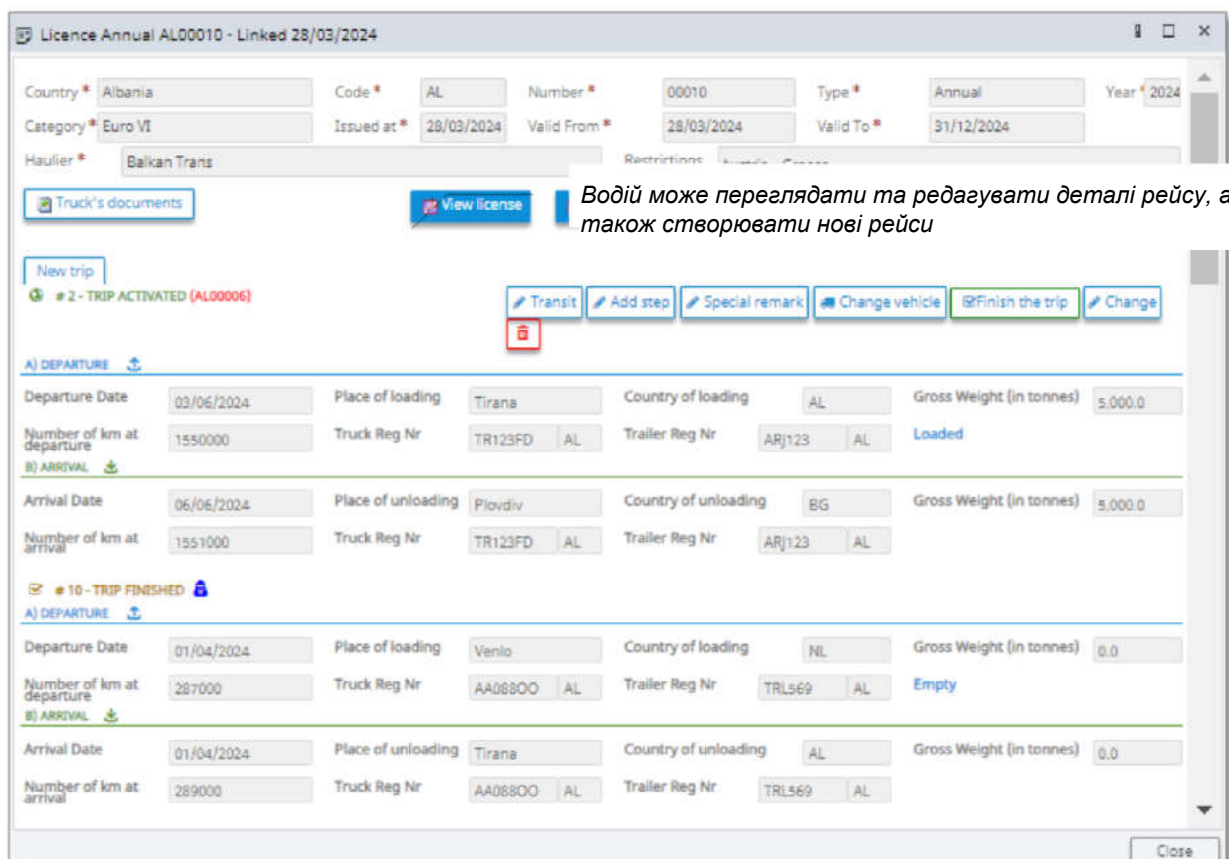 Licence Annual AL00010 - Linked 28/03/2024
Country * Albania Code * AL Number * 00010 Type * Annual Year * 2024
Category * Euro VI Issued at * 28/03/2024 Valid From * 28/03/2024 Valid To * 31/12/2024
Haulier * Balkan Trans Restrictions
Truck's documents View license
Водій може переглядати та редагувати деталі рейсу, а
також створювати нові рейси
New trip
# 2 - TRIP ACTIVATED (AL00006)
Transit Add step Special remark Change vehicle Finish the trip Change
A) DEPARTURE
Departure Date 03/06/2024 Place of loading Tirana Country of loading AL Gross Weight (in tonnes) 5,000.0
Number of km at departure 1550000 Truck Reg Nr TR123FD AL Trailer Reg Nr ARJ123 AL Loaded
B) ARRIVAL
Arrival Date 06/06/2024 Place of unloading Plovdiv Country of unloading BG Gross Weight (in tonnes) 5,000.0
Number of km at arrival 1551000 Truck Reg Nr TR123FD AL Trailer Reg Nr ARJ123 AL
# 10 - TRIP FINISHED
A) DEPARTURE
Departure Date 01/04/2024 Place of loading Venlo Country of loading NL Gross Weight (in tonnes) 0.0
Number of km at departure 287000 Truck Reg Nr AA088OO AL Trailer Reg Nr TRL569 AL Empty
B) ARRIVAL
Arrival Date 01/04/2024 Place of unloading Tirana Country of unloading AL Gross Weight (in tonnes) 0.0
Number of km at arrival 289000 Truck Reg Nr AA088OO AL Trailer Reg Nr TRL569 AL
Close